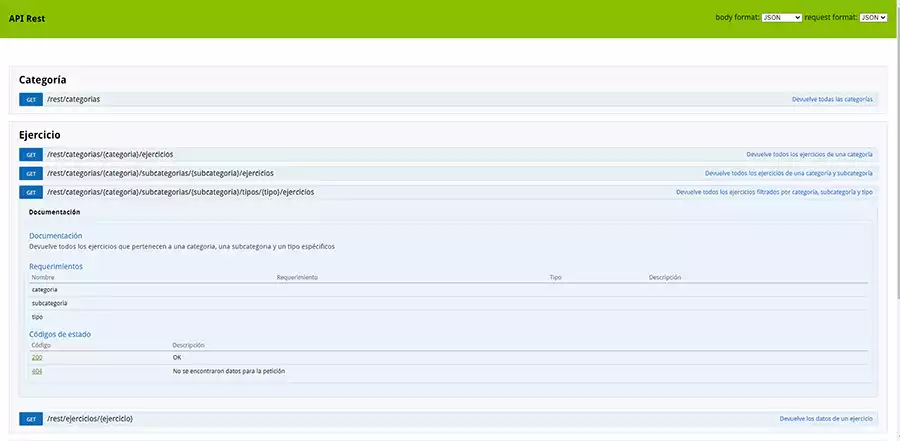 API Rest
body format: JSON request format: JSON
Categoría
GET /rest/categorias Devuelve todas las categorías.
Ejercicio
GET /rest/categorias/{categoria}/ejercicios Devuelve todos los ejercicios de una categoría
GET /rest/categorias/{categoria}/subcategorias/{subcategoria}/ejercicios Devuelve todos los ejercicios de una categoría y subcategoría
GET /rest/categorias/{categoria}/subcategorias/{subcategoria}/tipos/{tipo}/ejercicios Devuelve todos los ejercicios filtrados por categoría, subcategoría y tipo
Documentación
Documentación
Devuelve todos los ejercicios que pertenecen a una categoria, una subcategoria y un tipo espécificos
Requerimientos
Nombre Requerimiento Tipo Descripción
categoria
subcategoria
tipo
Códigos de estado
Código Descripción
200 OK
404 No se encontraron datos para la petición
GET /rest/ejercicios/{ejercicio} Devuelve los datos de un ejercicio